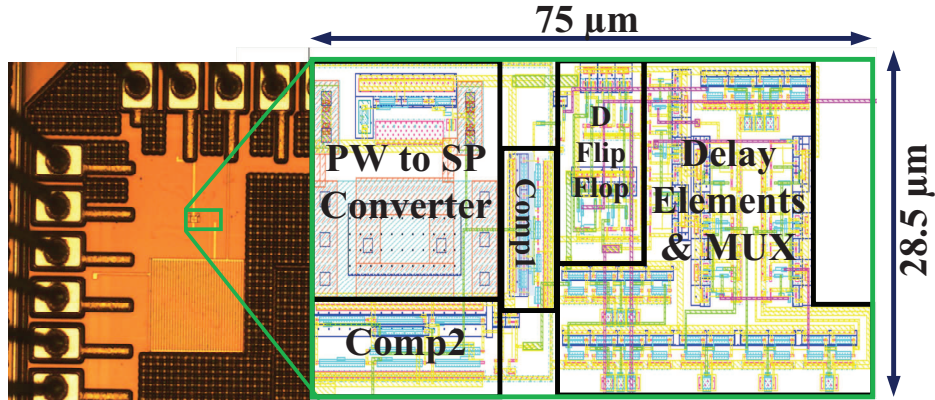 75 µm
PW to SP
Converter
Comp1
D
Flip
Flop
Delay
Elements
& MUX
28.5 µm
Comp2